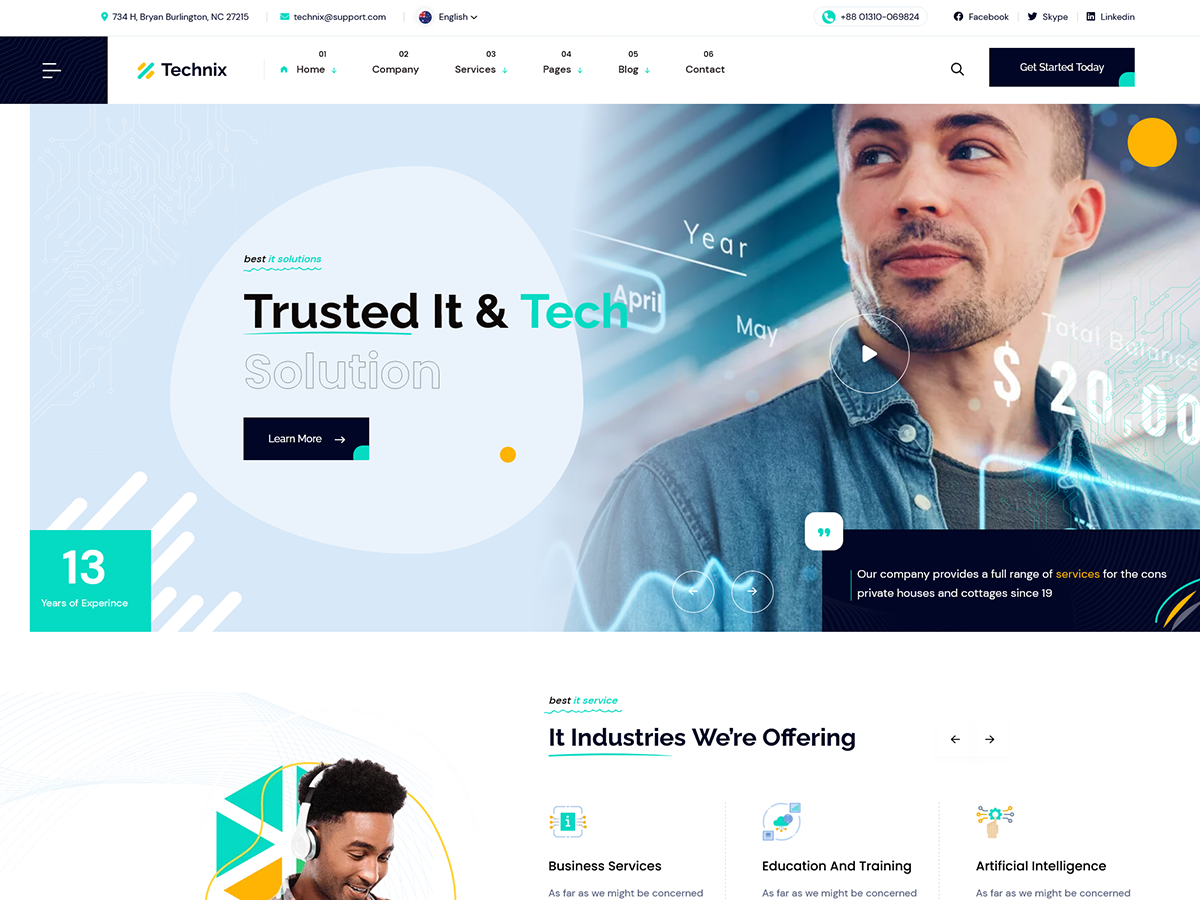 734 H, Bryan Burlington, NC 27215
technix@support.com
English
+88 01310-069824
Facebook
Skype
Linkedin
Technix
01
Home
02
Company
03
Services
04
Pages
05
Blog
06
Contact
Get Started Today
best it solutions
Trusted It & Tech
Solution
Learn More
Year
April
May
Total Balance
$ 20.00
13
Years of Experince
Our company provides a full range of services for the cons
private houses and cottages since 19
best it service
It Industries We're Offering
Business Services
Education And Training
Artificial Intelligence
As far as we might be concerned
As far as we might be concerned
As far as we might be concerned